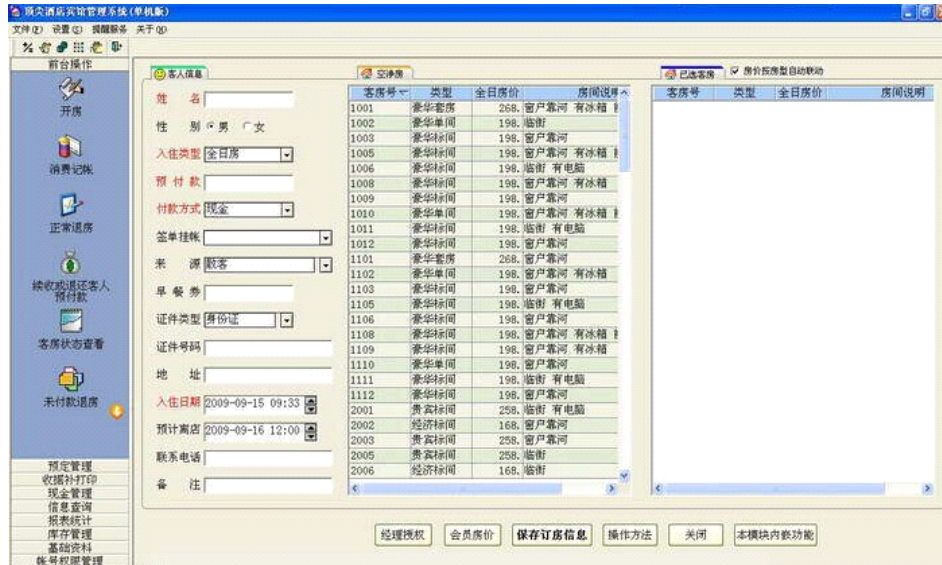 顶尖酒店宾馆管理系统(单机版)
文件(F) 设置(C) 提醒服务 关于(X)
前台操作
开房
消费记帐
正常退房
续收或退还客人
预付款
客房状态查看
未付款退房
预定管理
收据补打印
现金管理
信息查询
报表统计
库存管理
基础资料
帐号权限管理
客人信息
姓 名
性 别 男 女
入住类型 全日房
预 付 款
付款方式 现金
签单挂帐
来 源 散客
早 餐 券
证件类型 身份证
证件号码
地 址
入住日期 2009-09-15 09:33
预计离店 2009-09-16 12:00
联系电话
备 注
空净房
客房号 类型 全日房价 房间说明
1001 豪华套房 268. 窗户靠河 有冰箱
1002 豪华单间 198. 临街
1003 豪华标间 198. 窗户靠河
1005 豪华标间 198. 窗户靠河 有冰箱
1006 豪华标间 198. 临街 有电脑
1008 豪华标间 198. 窗户靠河 有冰箱
1009 豪华标间 198. 窗户靠河
1010 豪华单间 198. 窗户靠河 有冰箱
1011 豪华标间 198. 临街 有电脑
1012 豪华标间 198. 窗户靠河
1101 豪华套房 268. 窗户靠河
1102 豪华单间 198. 窗户靠河 有冰箱
1103 豪华标间 198. 窗户靠河
1105 豪华标间 198. 临街 有电脑
1106 豪华标间 198. 窗户靠河
1108 豪华标间 198. 窗户靠河 有冰箱
1109 豪华标间 198. 窗户靠河 有冰箱
1110 豪华单间 198. 窗户靠河
1111 豪华标间 198. 临街 有电脑
1112 豪华标间 198. 窗户靠河
2001 贵宾标间 258. 临街 有电脑
2002 经济标间 168. 窗户靠河
2003 贵宾标间 258. 窗户靠河
2005 贵宾标间 258. 临街
2006 经济标间 168. 临街
已选客房 房价按房型自动联动
客房号 类型 全日房价 房间说明
经理授权 会员房价 保存订房信息 操作方法 关闭 本模块内嵌功能